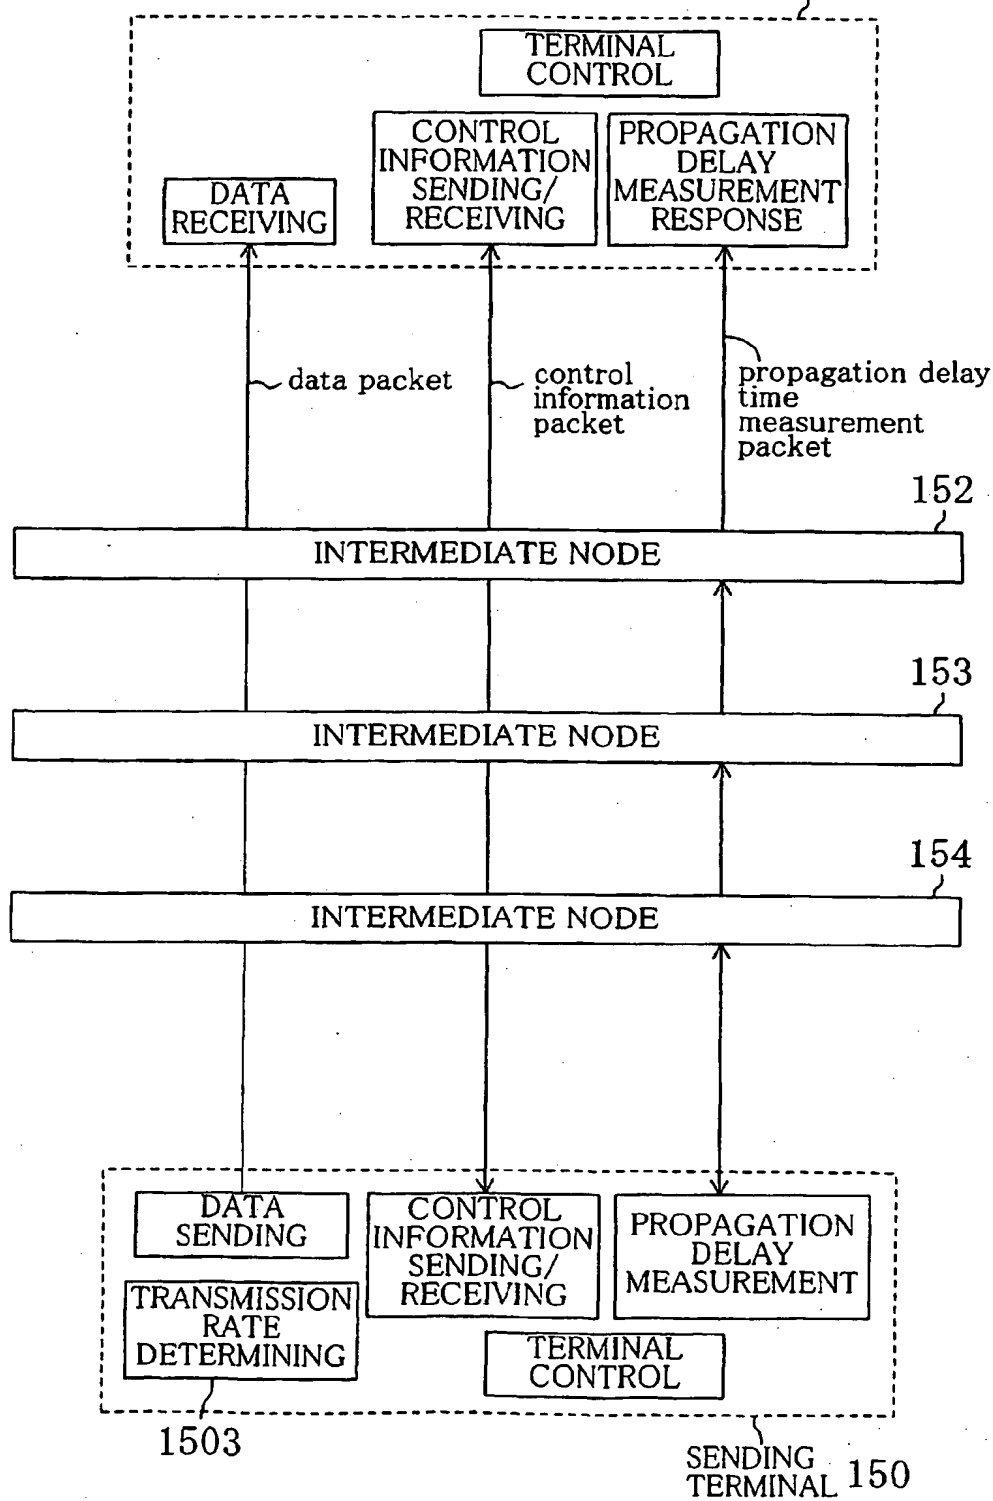 TERMINAL
CONTROL
CONTROL
INFORMATION
SENDING/
RECEIVING
PROPAGATION
DELAY
MEASUREMENT
RESPONSE
DATA
RECEIVING
data packet
control
information
packet
propagation delay
time
measurement
packet
152
INTERMEDIATE NODE
153
INTERMEDIATE NODE
154
INTERMEDIATE NODE
DATA
SENDING
CONTROL
INFORMATION
SENDING/
RECEIVING
PROPAGATION
DELAY
MEASUREMENT
TRANSMISSION
RATE
DETERMINING
TERMINAL
CONTROL
1503
SENDING
TERMINAL 150